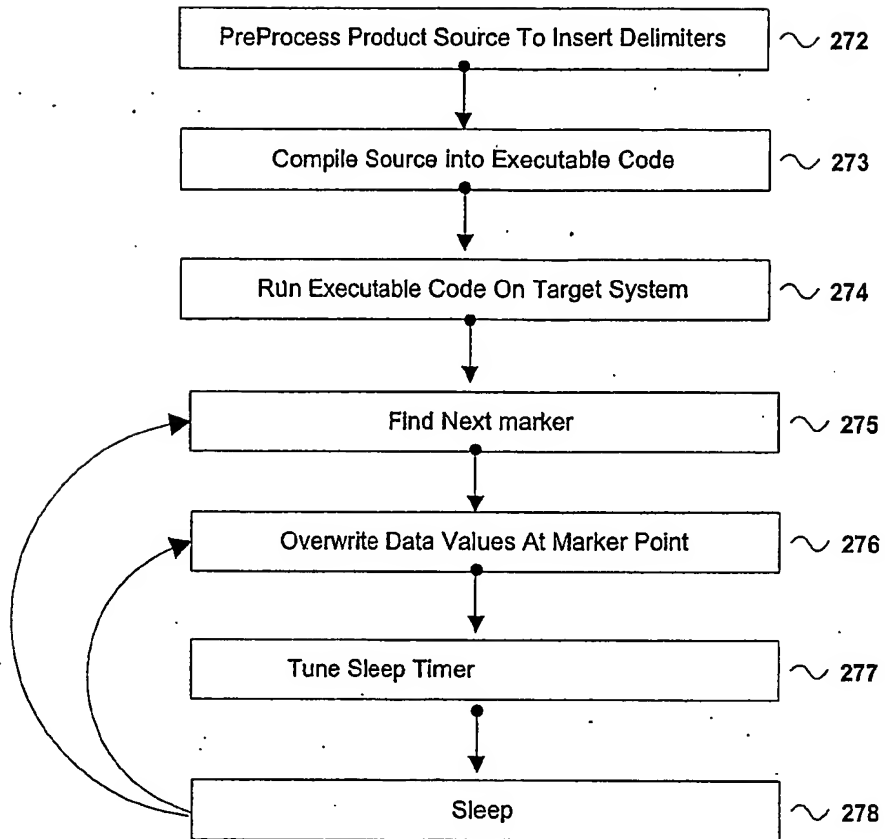 PreProcess Product Source To Insert Delimiters 272
Compile Source into Executable Code 273
Run Executable Code On Target System 274
Find Next marker 275
Overwrite Data Values At Marker Point 276
Tune Sleep Timer 277
Sleep 278